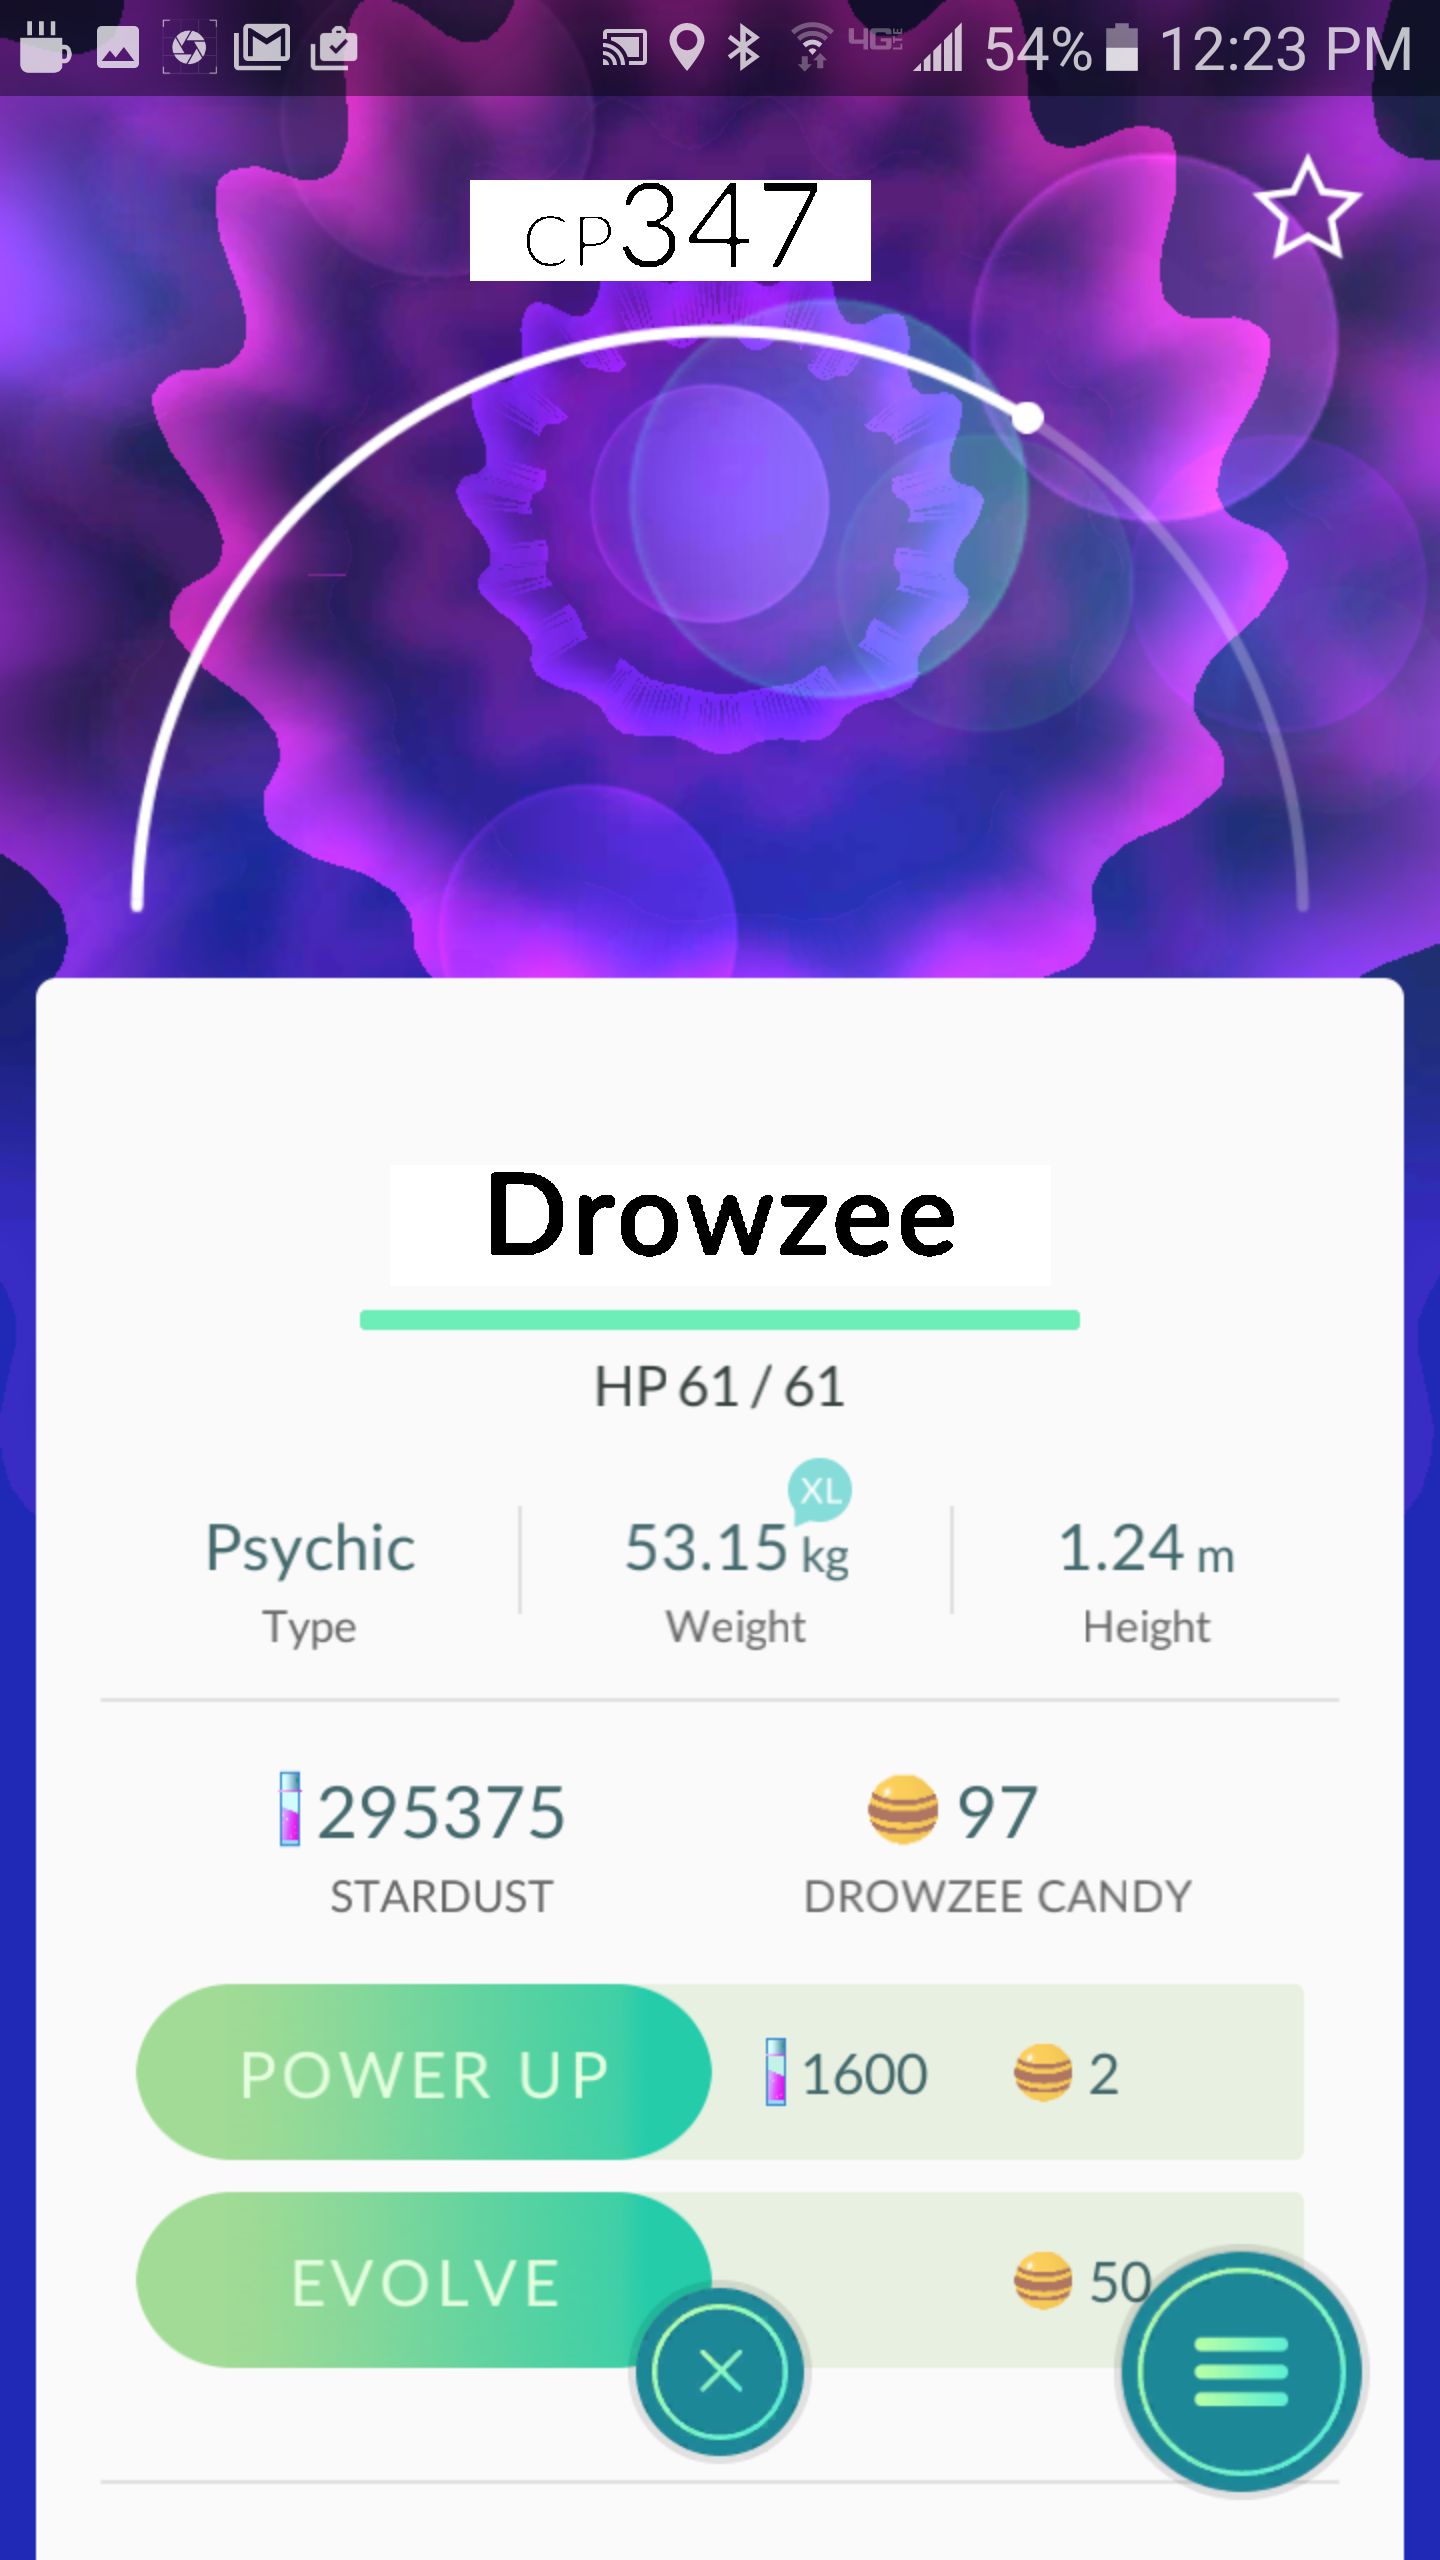 4G LTE 54% 12:23 PM
CP347
Drowzee
HP 61 / 61
XL
Psychic 53.15 kg 1.24 m
Type Weight Height
295375 97
STARDUST DROWZEE CANDY
POWER UP 1600 2
EVOLVE 50